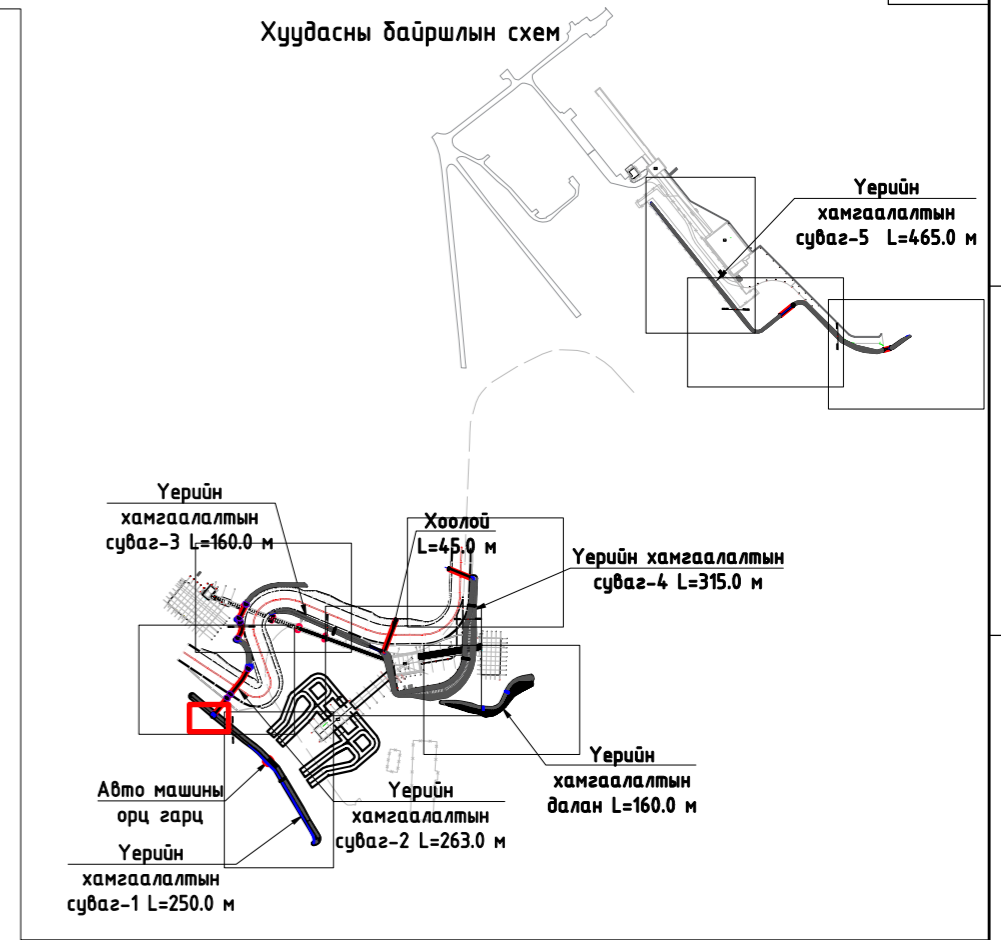 Хуудасны байршлын схем
Үерийн
хамгаалалтын
суваг-5 L=465.0 м
Үерийн
хамгаалалтын
суваг-3 L=160.0 м
Хоолой
L=45.0 м
Үерийн хамгаалалтын
суваг-4 L=315.0 м
Үерийн
хамгаалалтын
далан L=160.0 м
Авто машины
орц гарц
Үерийн
хамгаалалтын
суваг-2 L=263.0 м
Үерийн
хамгаалалтын
суваг-1 L=250.0 м